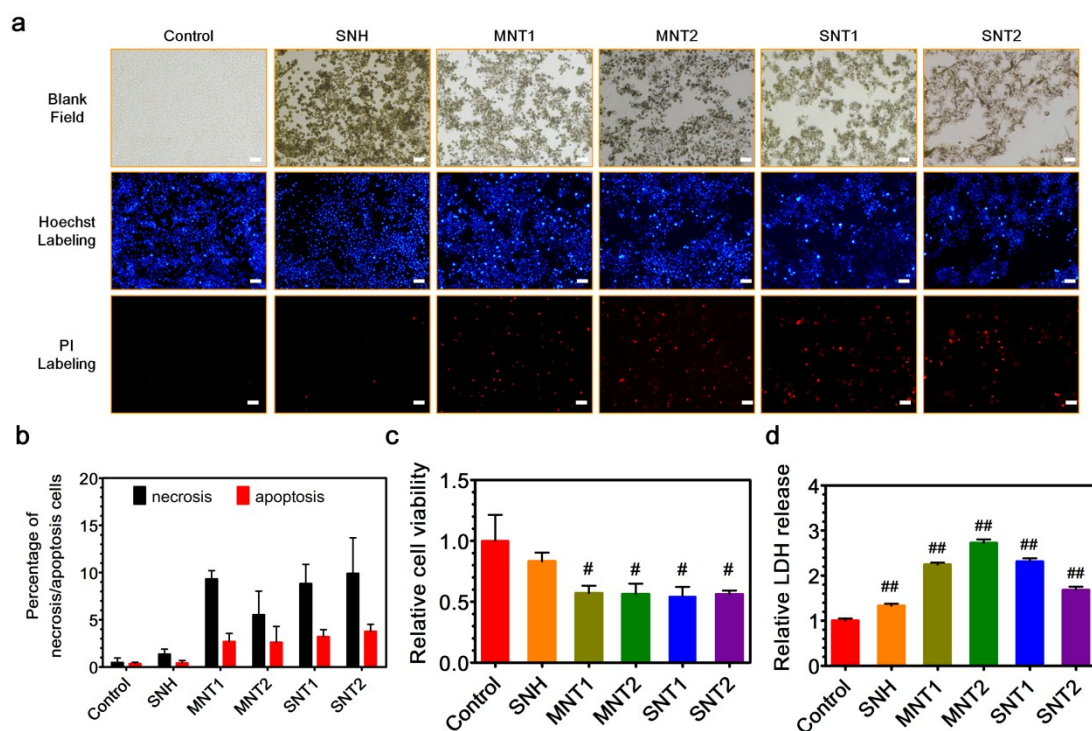 a
Control SNH MNT1 MNT2 SNT1 SNT2
Blank
Field
Hoechst
Labeling
PI
Labeling
b
Percentage of
necrosis/apoptosis cells
20
15
10
5
0
necrosis apoptosis
Control SNH MNT1 MNT2 SNT1 SNT2
c
Relative cell viability
1.5
1.0
0.5
0.0
# # # #
Control SNH MNT1 MNT2 SNT1 SNT2
d
Relative LDH release
4
3
2
1
0
## ## ## ## ##
Control SNH MNT1 MNT2 SNT1 SNT2